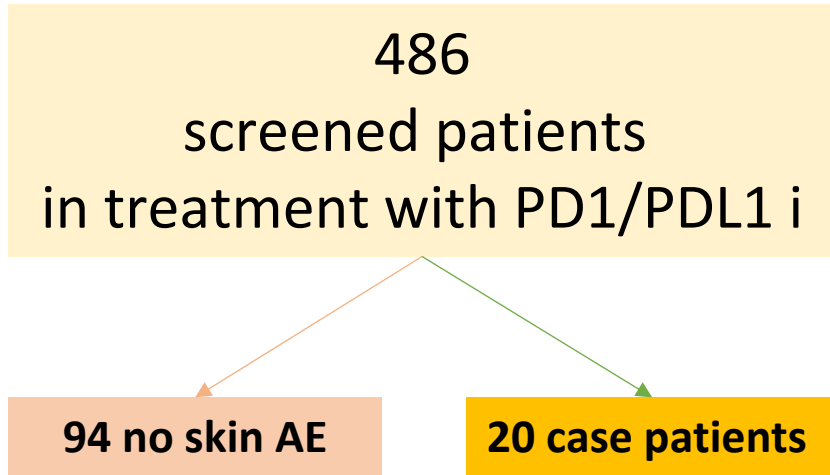 486
screened patients
in treatment with PD1/PDL1 i
94 no skin AE
20 case patients